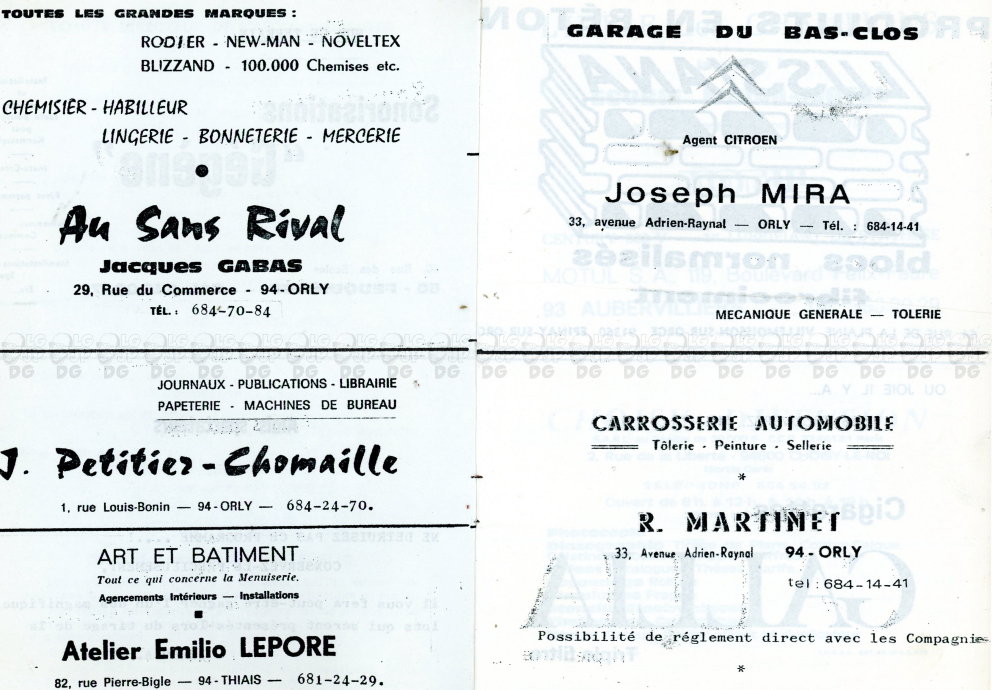 TOUTES LES GRANDES MARQUES :
RODIER - NEW-MAN - NOVELTEX
BLIZZAND - 100.000 Chemises etc.
CHEMISIER - HABILLEUR
LINGERIE - BONNETERIE - MERCERIE
Au Sans Rival
Jacques GABAS
29, Rue du Commerce - 94-ORLY
TÉL. : 684-70-84
JOURNAUX - PUBLICATIONS - LIBRAIRIE
PAPETERIE - MACHINES DE BUREAU
J. Petitier - Chomaille
1, rue Louis-Bonin — 94-ORLY — 684-24-70.
ART ET BATIMENT
Tout ce qui concerne la Menuiserie.
Agencements Intérieurs — Installations
Atelier Emilio LEPORE
82, rue Pierre-Bigle — 94-THIAIS — 681-24-29.
GARAGE DU BAS-CLOS
Agent CITROEN
Joseph MIRA
33, avenue Adrien-Raynal — ORLY — Tél. : 684-14-41
MECANIQUE GENERALE — TOLERIE
CARROSSERIE AUTOMOBILE
Tôlerie - Peinture - Sellerie
*
R. MARTINET
33, Avenue Adrien-Raynal 94-ORLY
tel : 684-14-41
Possibilité de réglement direct avec les Compagnie
*